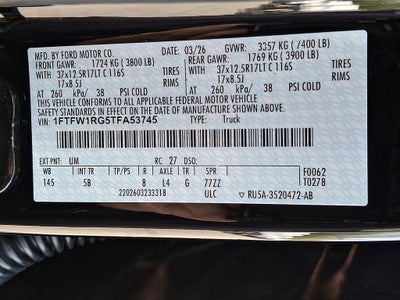 MFD. BY FORD MOTOR CO. 03/26 GVWR: 3357 KG (7400 LB)
FRONT GAWR: 1724 KG (3800 LB) REAR GAWR: 1769 KG (3900 LB)
37x12.5R17LT C 116S TIRES 37x12.5R17LT C 116S TIRES
17x8.5J RIMS 17x8.5J RIMS
AT 260 kPa/ 38 PSI COLD AT 260 kPa/ 38 PSI COLD
THIS VEHICLE CONFORMS TO ALL APPLICABLE FEDERAL MOTOR VEHICLE SAFETY
STANDARDS IN EFFECT ON THE DATE OF MANUFACTURE SHOWN ABOVE.
VIN: 1FTFW1RG5TFA53745 TYPE: Truck
EXT PNT: UM RC: 27 DSO:
WB BRK INT TR TP/PS R AXLE TR SPR F0062
145 5B 8 L4 G 77ZZ T0278
2202603233318 ULC RU5A-3520472-AB